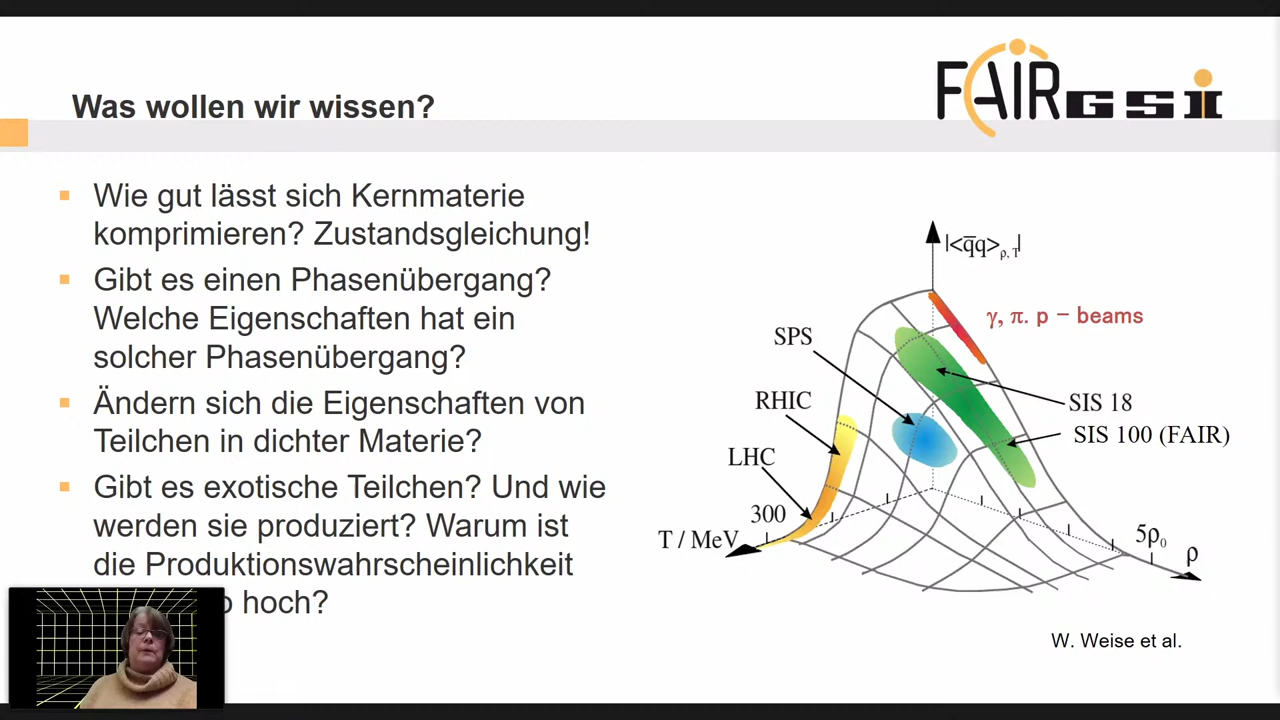 FAIR GSI
Was wollen wir wissen?
Wie gut lässt sich Kernmaterie
komprimieren? Zustandsgleichung!
Gibt es einen Phasenübergang?
Welche Eigenschaften hat ein
solcher Phasenübergang?
Ändern sich die Eigenschaften von
Teilchen in dichter Materie?
Gibt es exotische Teilchen? Und wie
werden sie produziert? Warum ist
die Produktionswahrscheinlichkeit
hoch?
|<q̅q>ρ,T|
γ, π. p – beams
SPS
RHIC
LHC
SIS 18
SIS 100 (FAIR)
300
T / MeV
5ρ₀
ρ
W. Weise et al.